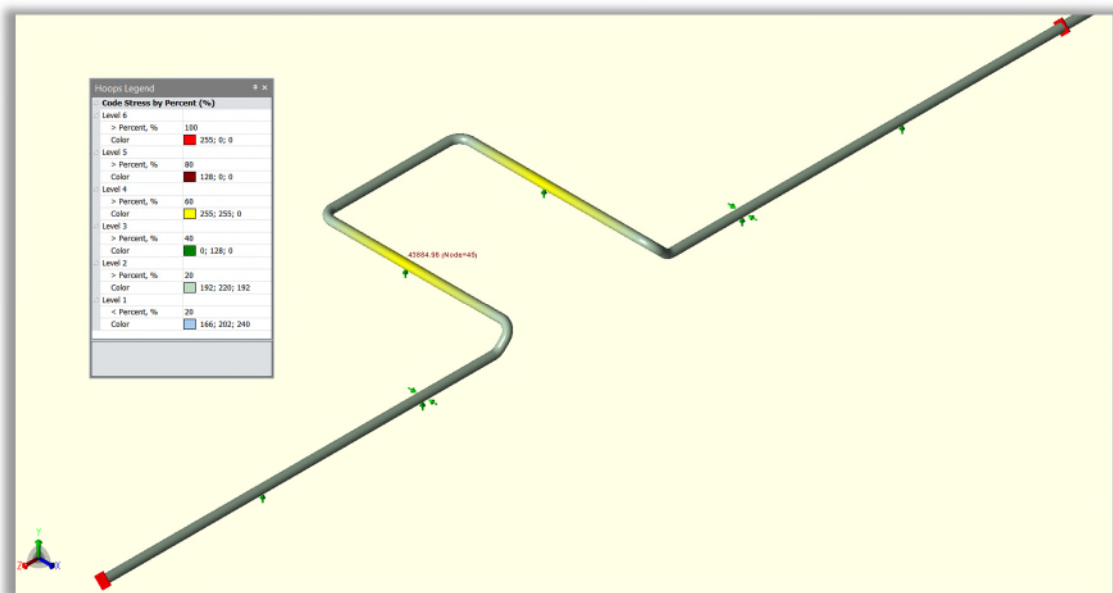 Hoops Legend
Code Stress by Percent (%)
Level 6
> Percent, % 100
Color 255; 0; 0
Level 5
> Percent, % 80
Color 128; 0; 0
Level 4
> Percent, % 60
Color 255; 255; 0
Level 3
> Percent, % 40
Color 0; 128; 0
Level 2
> Percent, % 20
Color 192; 220; 192
Level 1
< Percent, % 20
Color 166; 202; 240
(Node=45)
Y
Z
X